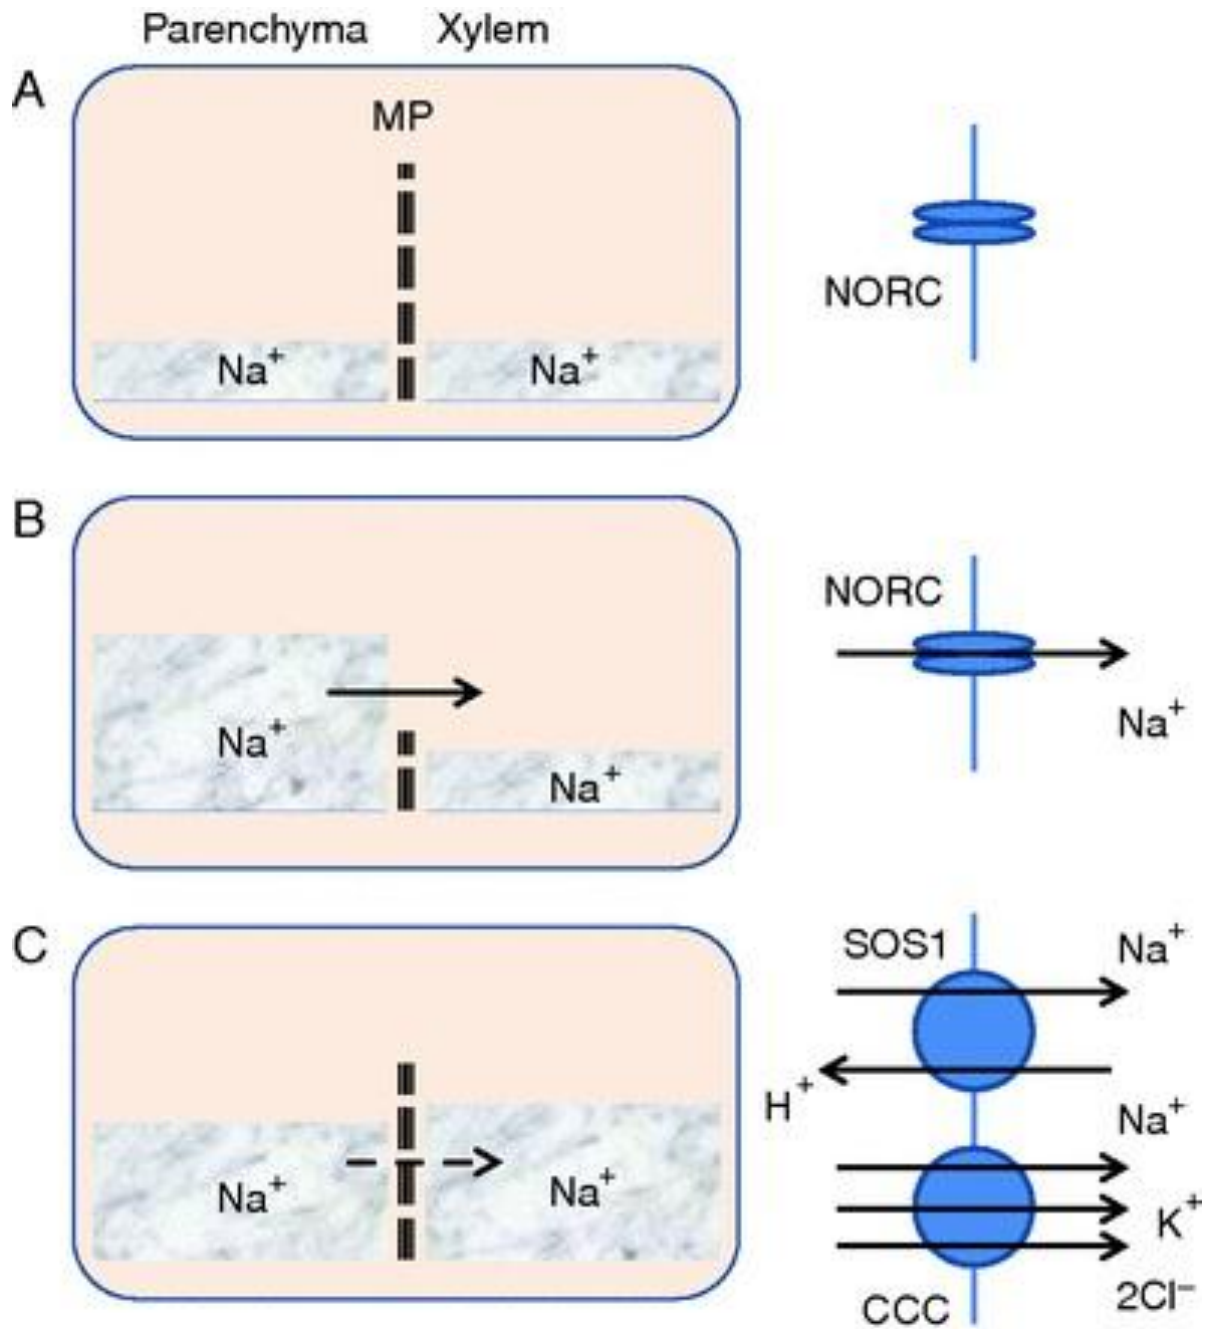 Parenchyma Xylem
A
MP
NORC
Na⁺ Na⁺
B
NORC
Na⁺
Na⁺
Na⁺
C
SOS1 Na⁺
H⁺
Na⁺
Na⁺ Na⁺
K⁺
2Cl⁻
CCC